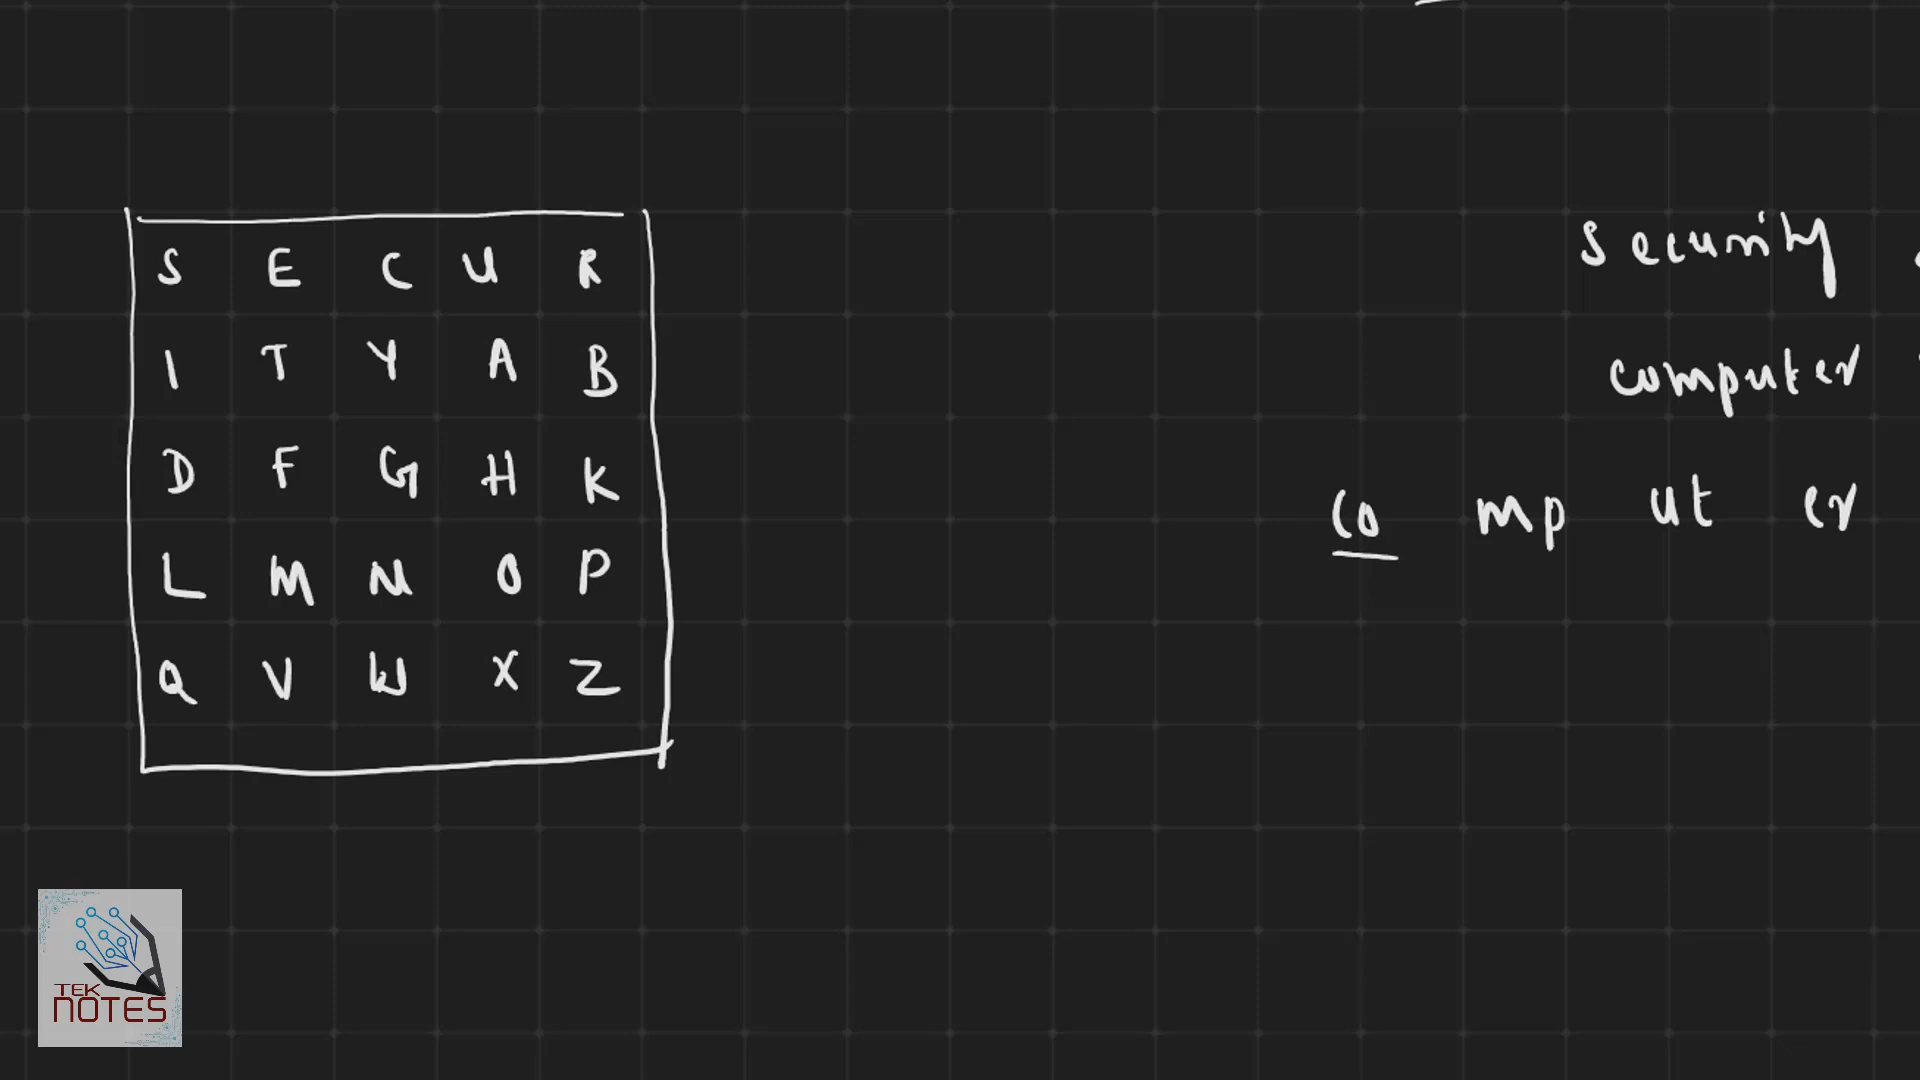 S E C U R
I T Y A B
D F G H K
L M N O P
Q V W X Z
security
computer
co mp ut er
TEK
NOTES